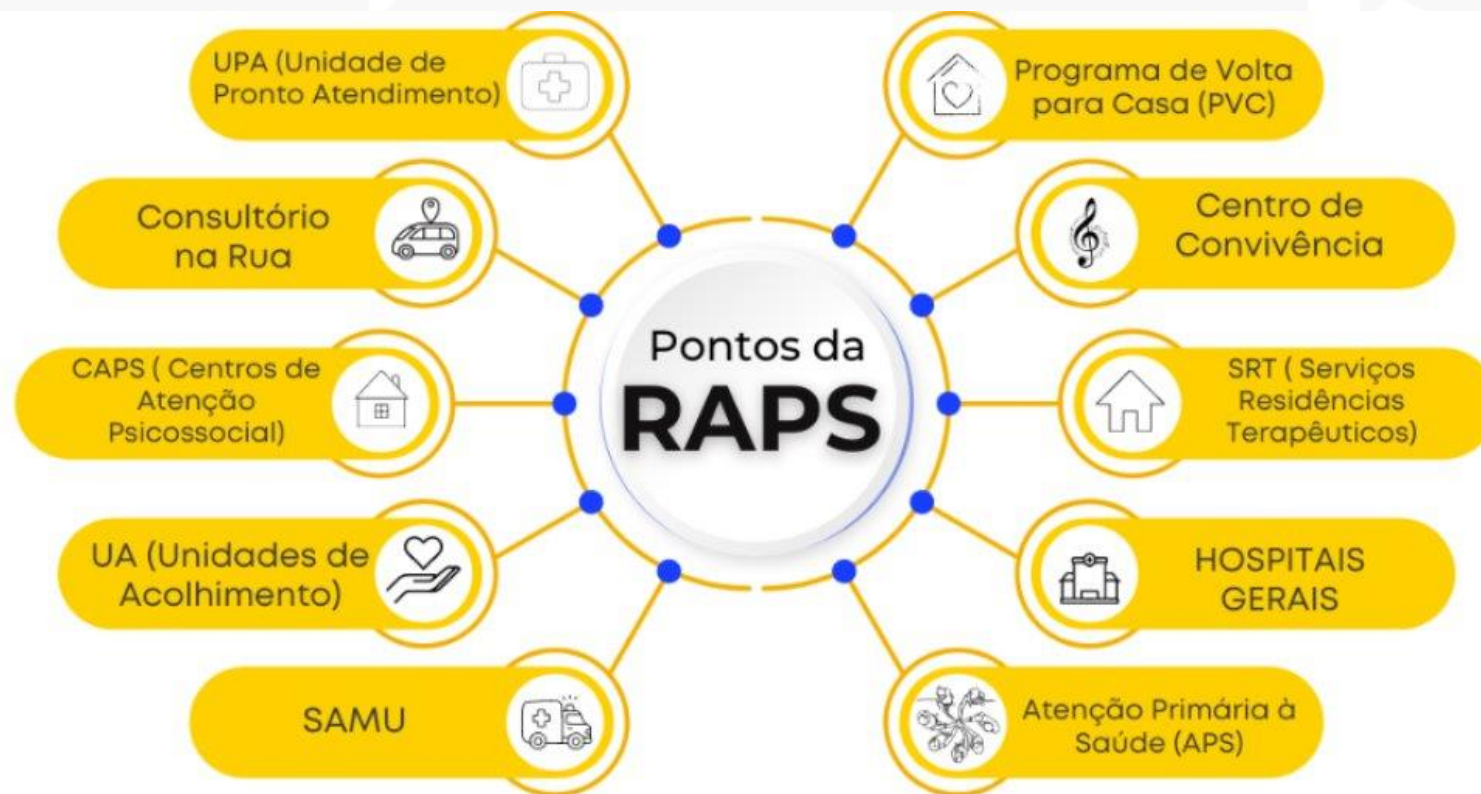 UPA (Unidade de
Pronto Atendimento)
Consultório
na Rua
CAPS ( Centros de
Atenção
Psicossocial)
UA (Unidades de
Acolhimento)
SAMU
Pontos da
RAPS
Programa de Volta
para Casa (PVC)
Centro de
Convivência
SRT ( Serviços
Residências
Terapêuticos)
HOSPITAIS
GERAIS
Atenção Primária à
Saúde (APS)